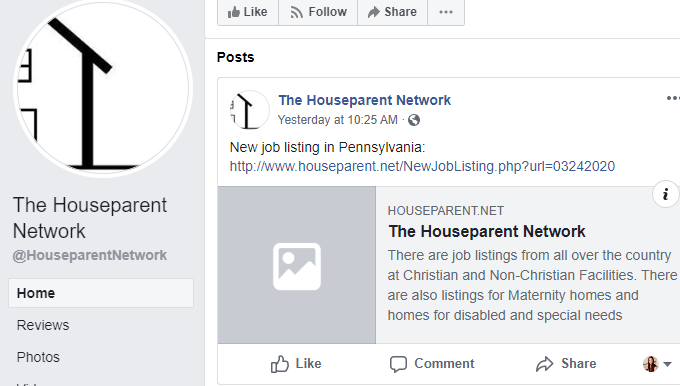 Like Follow Share ...
Posts
The Houseparent Network
Yesterday at 10:25 AM ·
New job listing in Pennsylvania:
http://www.houseparent.net/NewJobListing.php?url=03242020
HOUSEPARENT.NET
The Houseparent Network
There are job listings from all over the country
at Christian and Non-Christian Facilities. There
are also listings for Maternity homes and
homes for disabled and special needs
Like Comment Share
The Houseparent
Network
@HouseparentNetwork
Home
Reviews
Photos